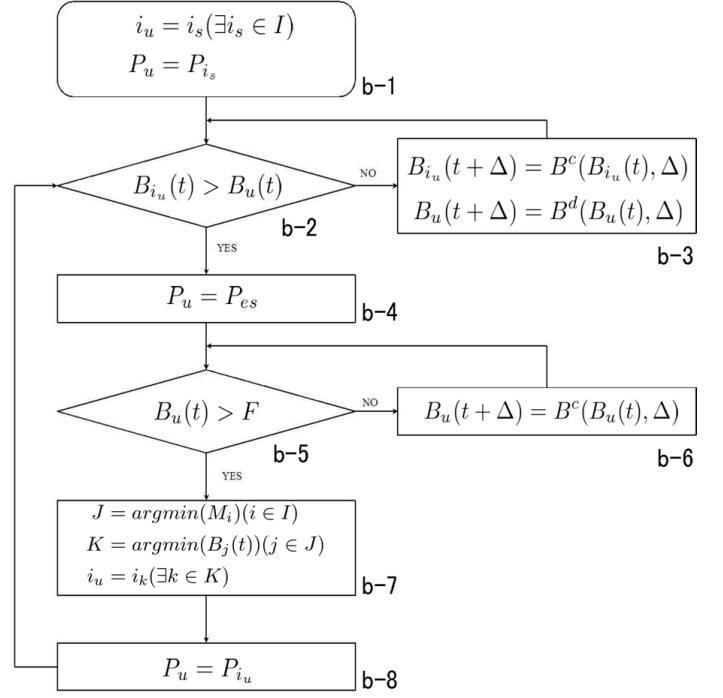 i_u = i_s(∃i_s ∈ I)
P_u = P_{i_s}
b-1
B_{i_u}(t) > B_u(t)
NO
B_{i_u}(t + Δ) = B^c(B_{i_u}(t), Δ)
B_u(t + Δ) = B^d(B_u(t), Δ)
b-2
b-3
YES
P_u = P_{es}
b-4
B_u(t) > F
NO
B_u(t + Δ) = B^c(B_u(t), Δ)
b-5
b-6
YES
J = argmin(M_i)(i ∈ I)
K = argmin(B_j(t))(j ∈ J)
i_u = i_k(∃k ∈ K)
b-7
P_u = P_{i_u}
b-8